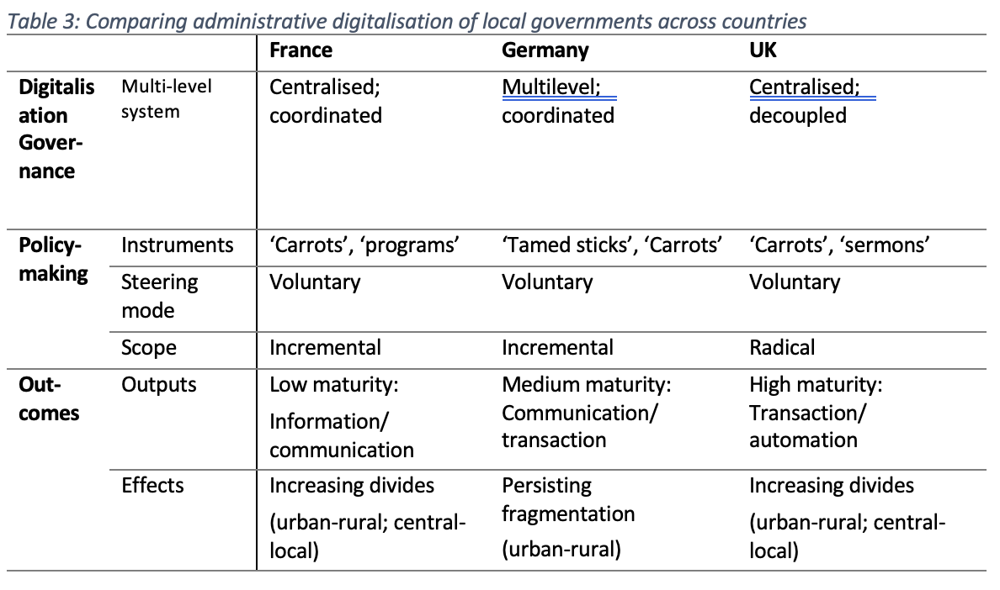 Table 3: Comparing administrative digitalisation of local governments across countries
France Germany UK
Digitalis Multi-level Centralised; Multilevel; Centralised;
ation system coordinated coordinated decoupled
Gover-
nance
Policy- Instruments ‘Carrots’, ‘programs’ ‘Tamed sticks’, ‘Carrots’ ‘Carrots’, ‘sermons’
making
Steering Voluntary Voluntary Voluntary
mode
Scope Incremental Incremental Radical
Out- Outputs Low maturity: Medium maturity: High maturity:
comes Information/ Communication/ Transaction/
communication transaction automation
Effects Increasing divides Persisting Increasing divides
fragmentation
(urban-rural; central- (urban-rural) (urban-rural; central-
local) local)